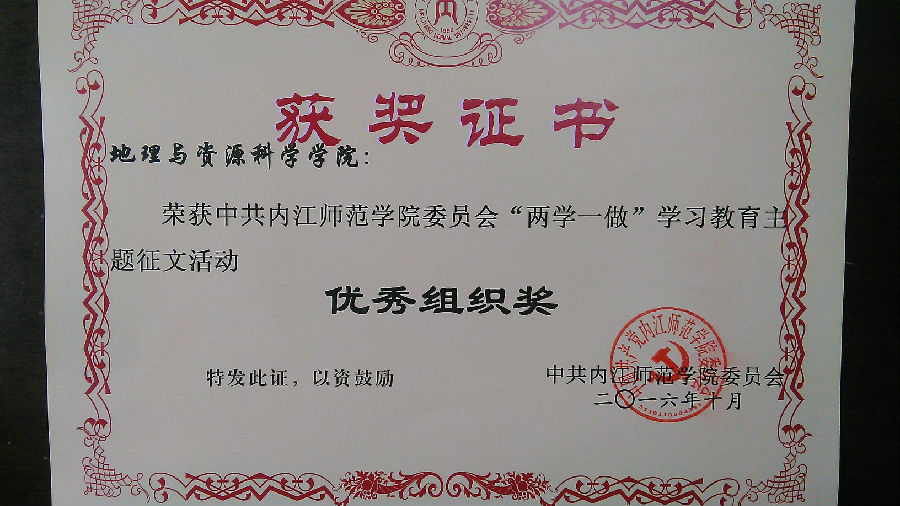 获奖证书
地理与资源科学学院：
荣获中共内江师范学院委员会“两学一做”学习教育主
题征文活动
优秀组织奖
特发此证，以资鼓励
中共内江师范学院委员会
二〇一六年十月